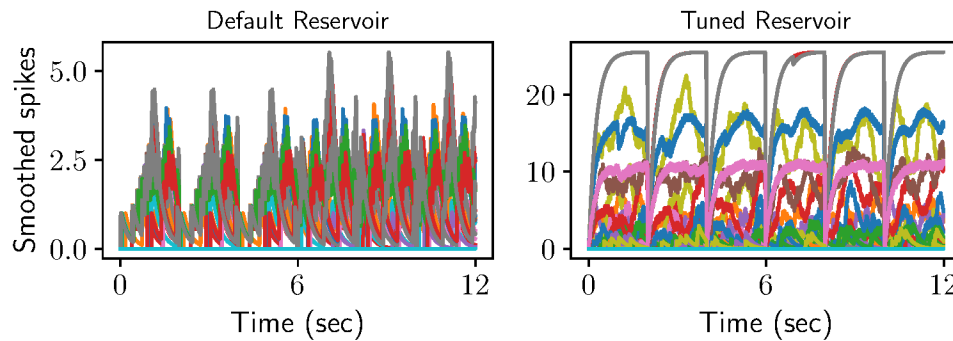 Default Reservoir
Smoothed spikes
5.0
2.5
0.0
0 6 12
Time (sec)
Tuned Reservoir
20
10
0
0 6 12
Time (sec)